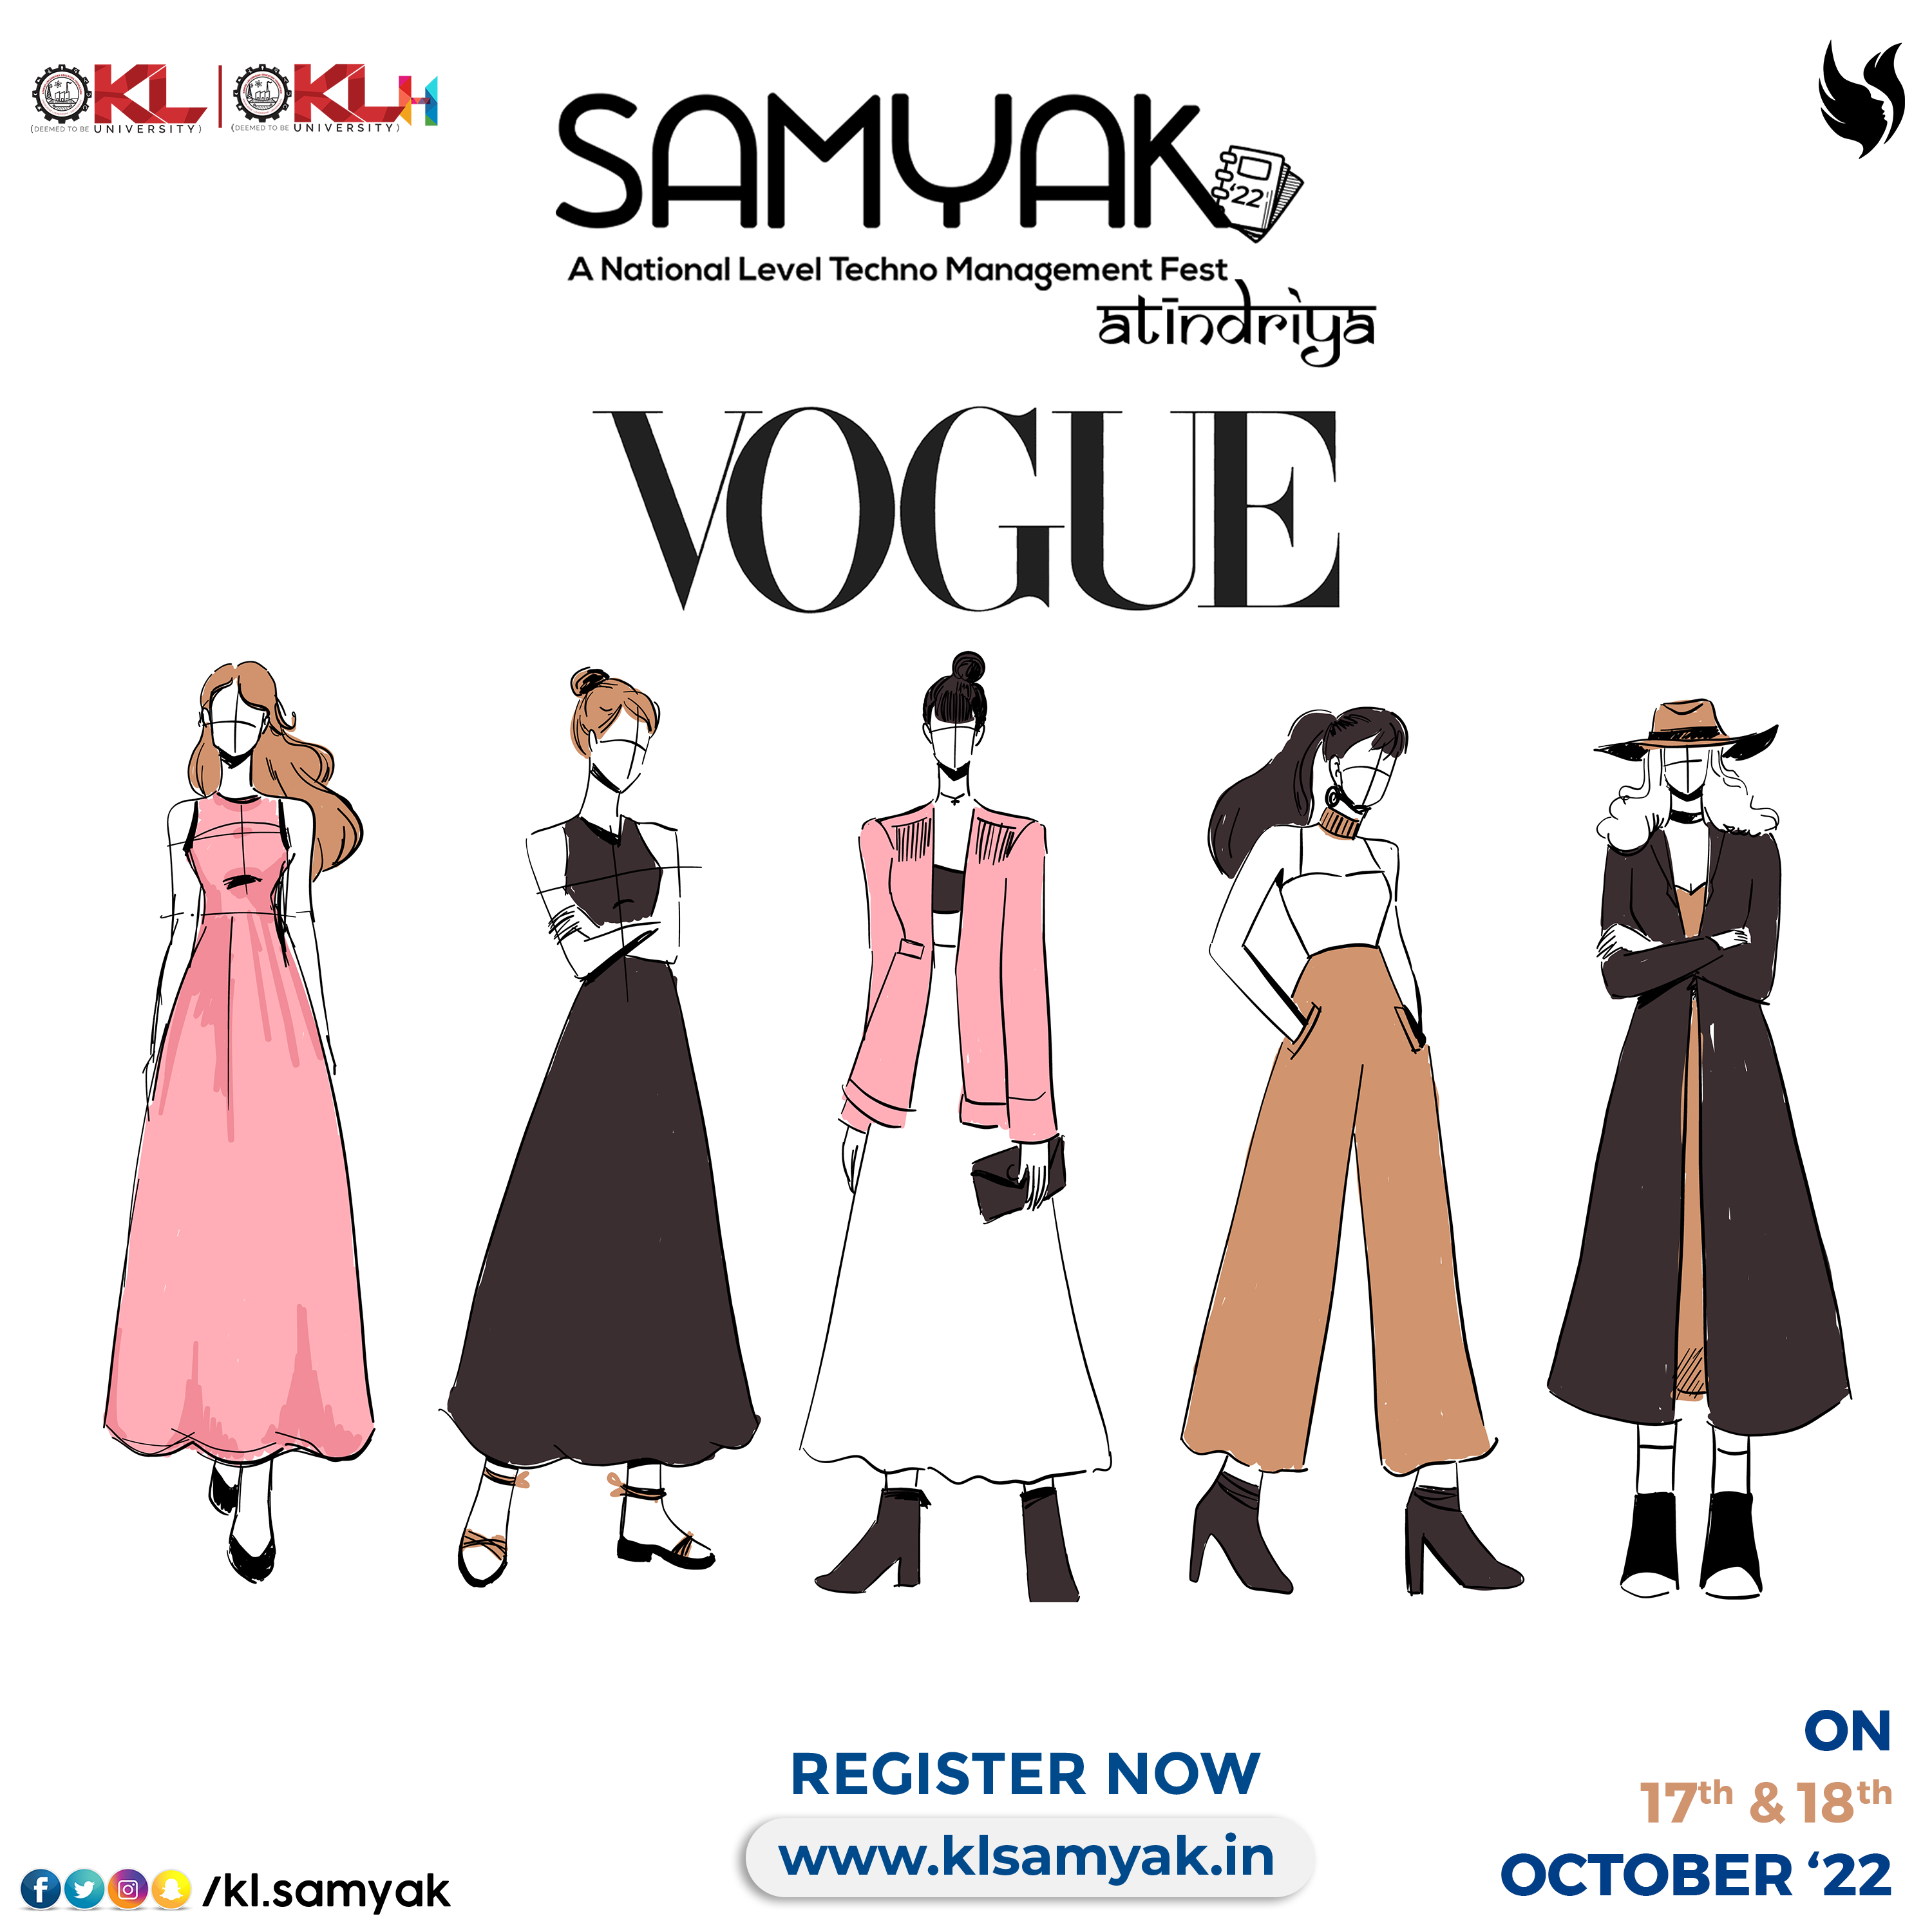 KL | KLH
(DEEMED TO BE UNIVERSITY) (DEEMED TO BE UNIVERSITY)
SAMYAK
‘22
A National Level Techno Management Fest
atīndriya
VOGUE
REGISTER NOW
www.klsamyak.in
/kl.samyak
ON
17th & 18th
OCTOBER ‘22